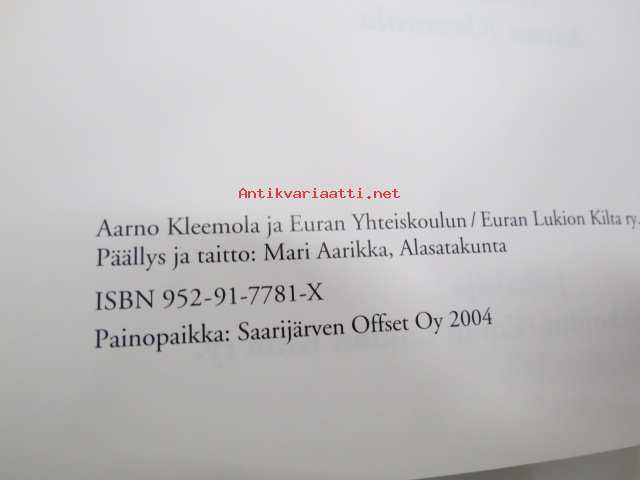 Antikvariaatti.net
Aarno Kleemola ja Euran Yhteiskoulun / Euran Lukion Kilta ry.
Päällys ja taitto: Mari Aarikka, Alasatakunta
ISBN 952-91-7781-X
Painopaikka: Saarijärven Offset Oy 2004